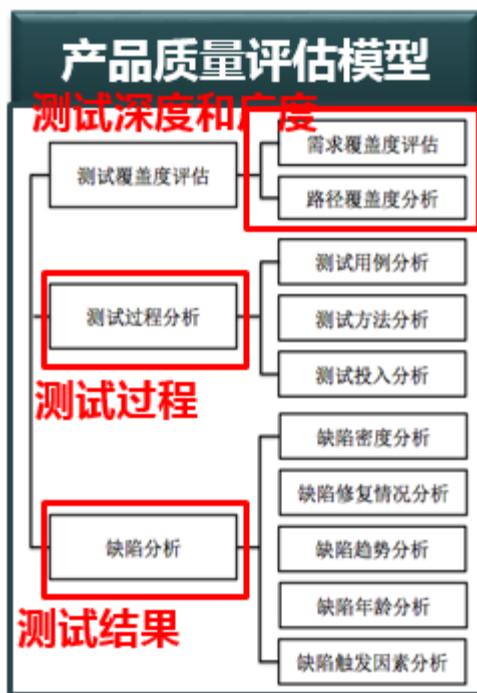 产品质量评估模型
测试深度和广度
需求覆盖度评估
测试覆盖度评估
路径覆盖度分析
测试用例分析
测试过程分析
测试方法分析
测试过程
测试投入分析
缺陷密度分析
缺陷修复情况分析
缺陷分析
缺陷趋势分析
缺陷年龄分析
测试结果
缺陷触发因素分析